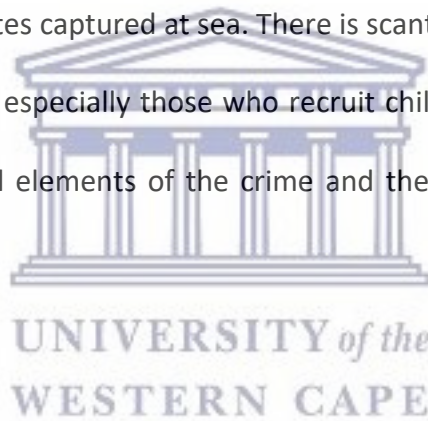 tes captured at sea. There is scant
especially those who recruit chil
elements of the crime and the
UNIVERSITY of the
WESTERN CAPE